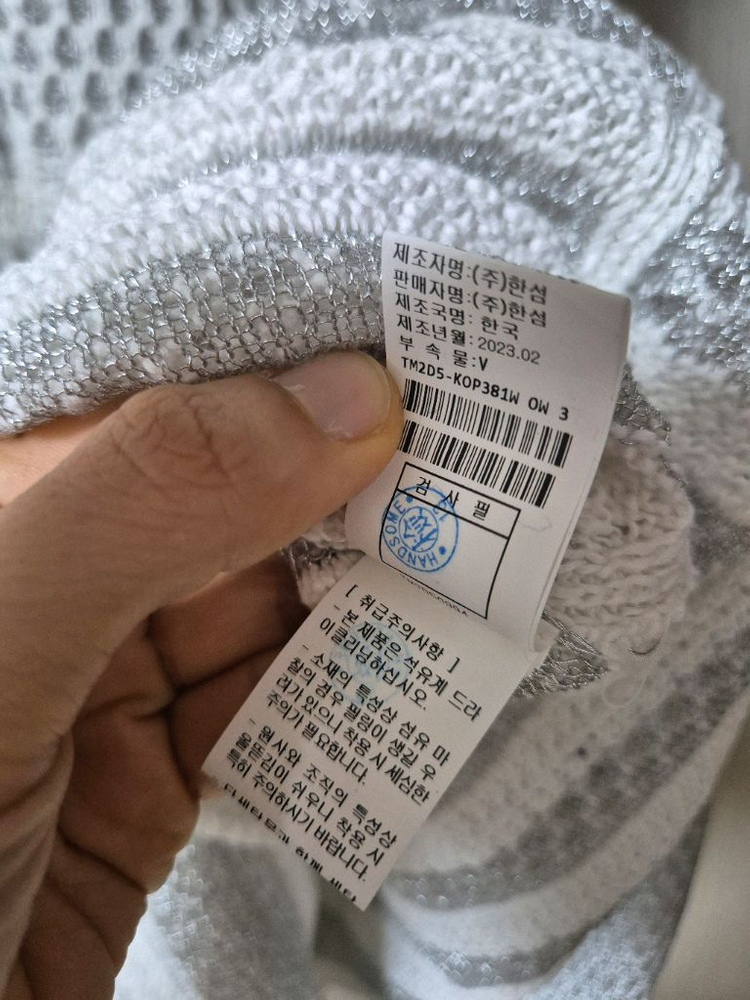 제조자명:(주)한섬
판매자명:(주)한섬
제조국명: 한국
제조년월: 2023.02
부 속 물:V
TM2D5-KOP381W OW 3
검 사 필
HANDSOME
[ 취급주의사항 ]
- 본 제품은 석유계 드라
이클리닝하십시오.
- 소재의 특성상 섬유 마
찰의 경우 필링이 생길 우
려가 있으니 착용 시 세심한
주의가 필요합니다.
- 원사와 조직의 특성상
올뜯김이 쉬우니 착용 시
특히 주의하시기 바랍니다.